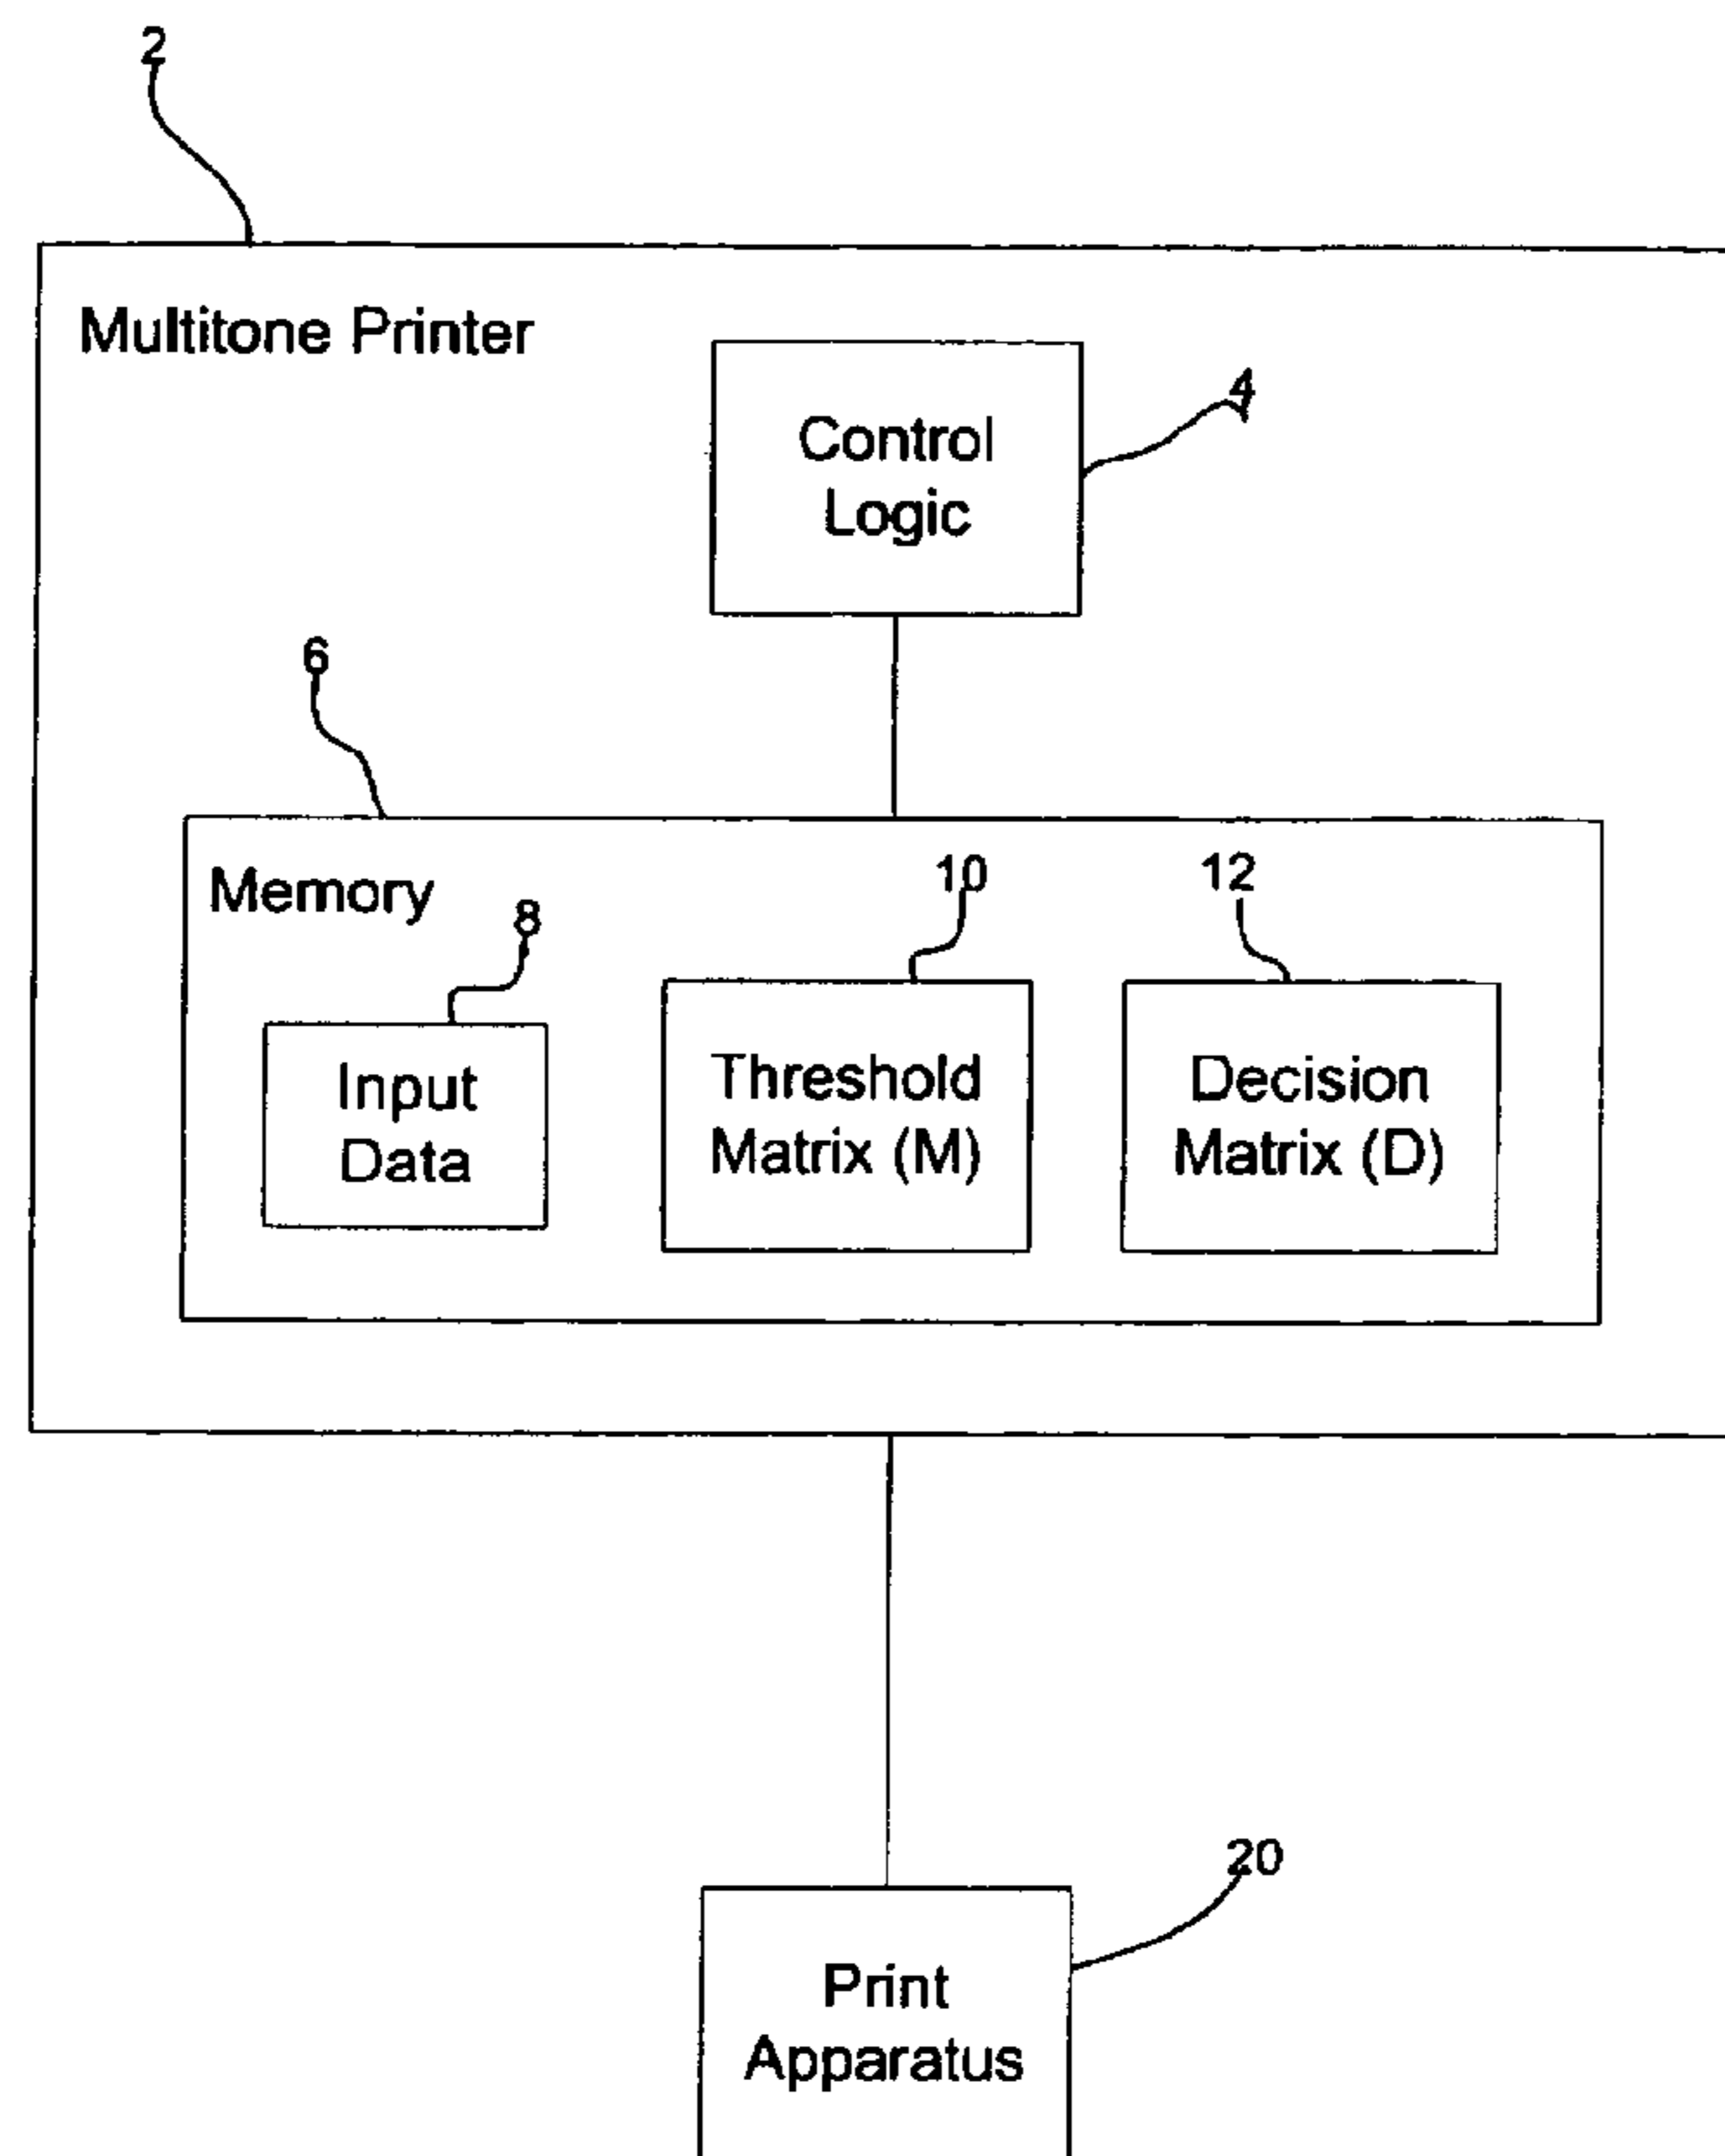 2
Multitone Printer
4
Control
Logic
6
Memory
8
10
12
Input
Data
Threshold
Matrix (M)
Decision
Matrix (D)
20
Print
Apparatus